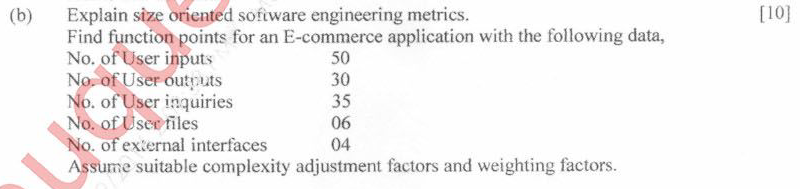 (b) Explain size oriented software engineering metrics. [10]
Find function points for an E-commerce application with the following data,
No. of User inputs 50
No. of User outputs 30
No. of User inquiries 35
No. of User files 06
No. of external interfaces 04
Assume suitable complexity adjustment factors and weighting factors.